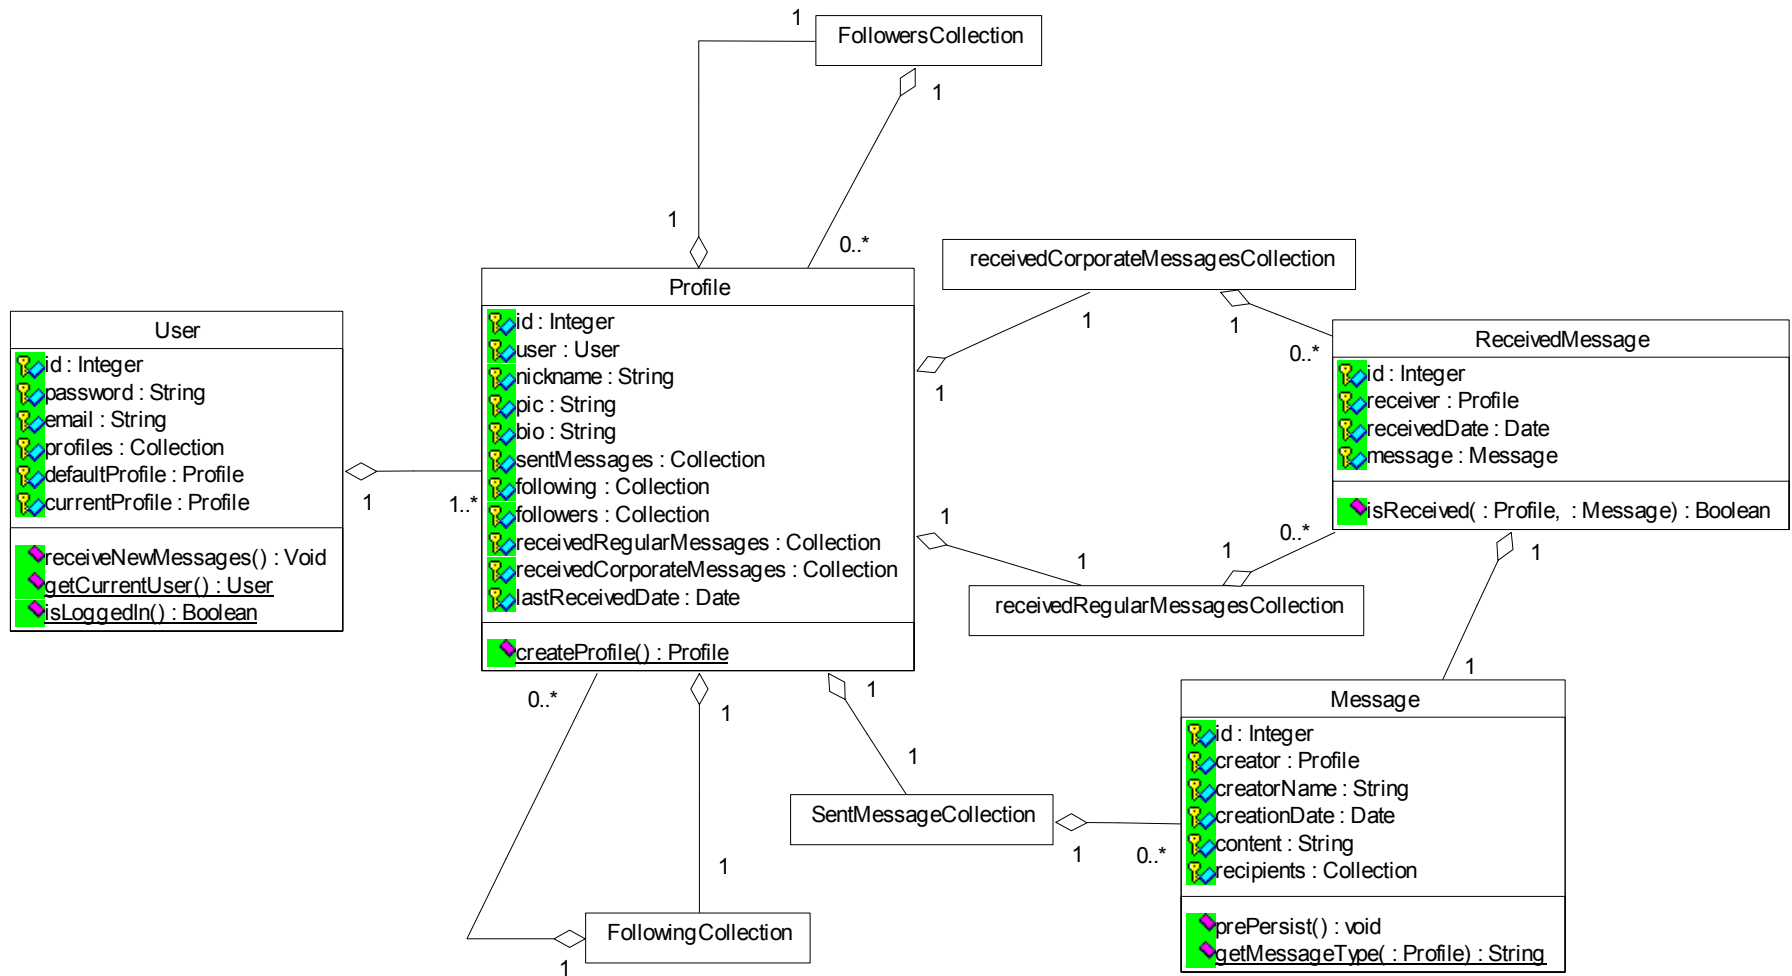 1
FollowersCollection
1
1
0..*
receivedCorporateMessagesCollection
1
1
0..*
1
Profile
id : Integer
user : User
nickname : String
pic : String
bio : String
sentMessages : Collection
following : Collection
followers : Collection
receivedRegularMessages : Collection
receivedCorporateMessages : Collection
lastReceivedDate : Date
createProfile() : Profile
User
id : Integer
password : String
email : String
profiles : Collection
defaultProfile : Profile
currentProfile : Profile
receiveNewMessages() : Void
getCurrentUser() : User
isLoggedIn() : Boolean
1
1..*
ReceivedMessage
id : Integer
receiver : Profile
receivedDate : Date
message : Message
isReceived( : Profile, : Message) : Boolean
1
1
1
0..*
receivedRegularMessagesCollection
1
1
0..*
1
1
1
SentMessageCollection
1
0..*
Message
id : Integer
creator : Profile
creatorName : String
creationDate : Date
content : String
recipients : Collection
prePersist() : void
getMessageType( : Profile) : String
1
FollowingCollection
1